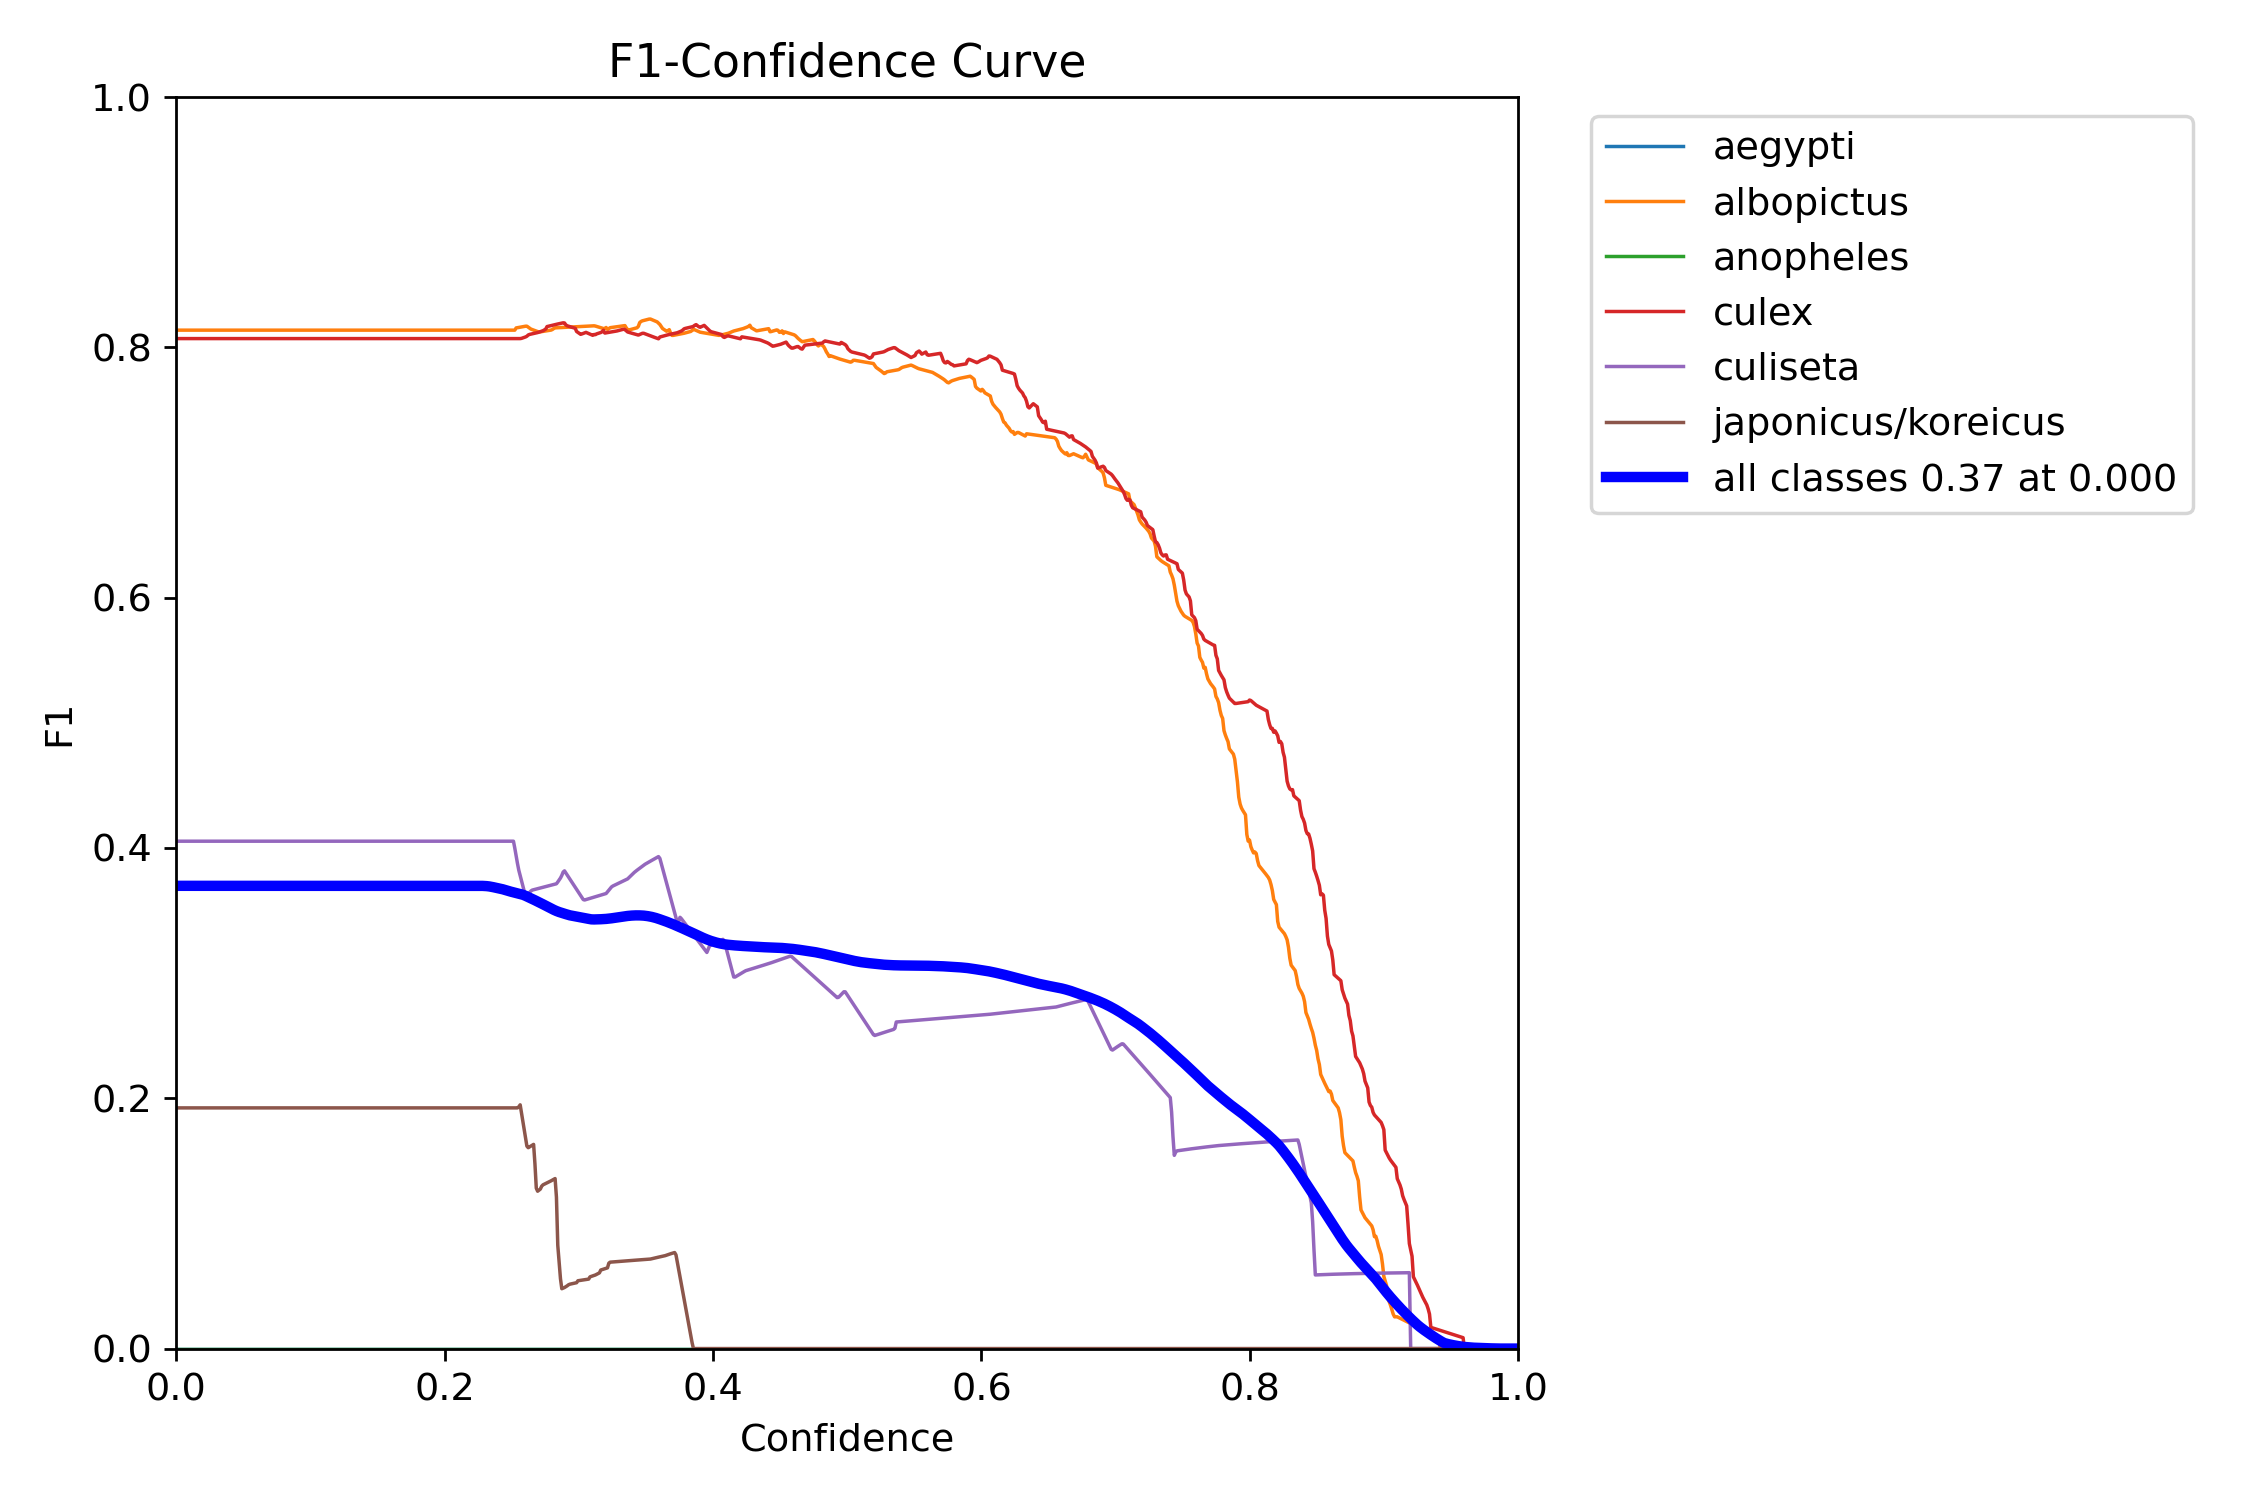 F1-Confidence Curve
1.0
0.8
0.6
0.4
0.2
0.0
F1
0.0 0.2 0.4 0.6 0.8 1.0
Confidence
aegypti
albopictus
anopheles
culex
culiseta
japonicus/koreicus
all classes 0.37 at 0.000